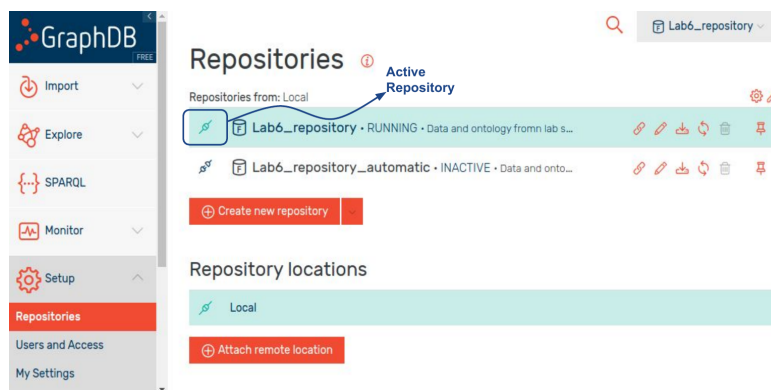 GraphDB
FREE
Import
Explore
SPARQL
Monitor
Setup
Repositories
Users and Access
My Settings
Lab6_repository
Repositories
Active
Repository
Repositories from: Local
Lab6_repository · RUNNING · Data and ontology fromn lab s...
Lab6_repository_automatic · INACTIVE · Data and onto...
Create new repository
Repository locations
Local
Attach remote location